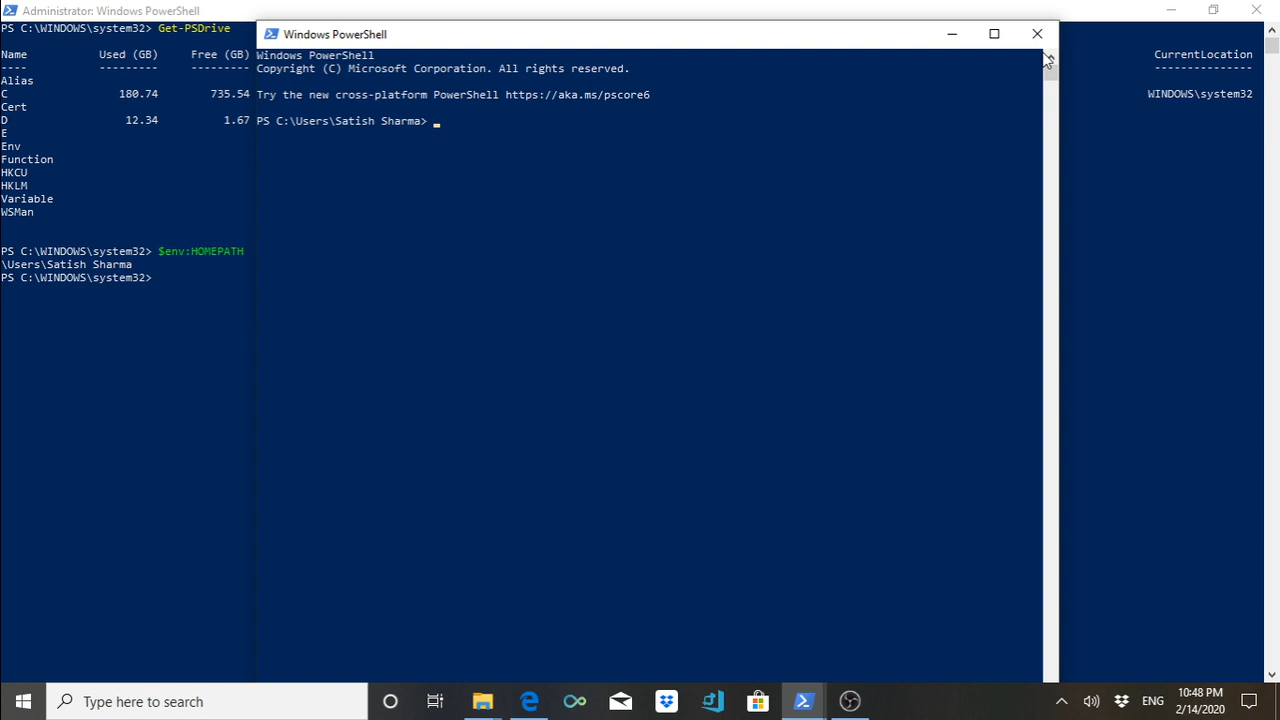 Administrator: Windows PowerShell
PS C:\WINDOWS\system32> Get-PSDrive
Name Used (GB) Free (GB) CurrentLocation
---- --------- --------- ---------------
Alias
C 180.74 735.54 WINDOWS\system32
Cert
D 12.34 1.67
E
Env
Function
HKCU
HKLM
Variable
WSMan
PS C:\WINDOWS\system32> $env:HOMEPATH
\Users\Satish Sharma
PS C:\WINDOWS\system32>
Windows PowerShell
Windows PowerShell
Copyright (C) Microsoft Corporation. All rights reserved.
Try the new cross-platform PowerShell https://aka.ms/pscore6
PS C:\Users\Satish Sharma>
Type here to search
ENG
10:48 PM
2/14/2020